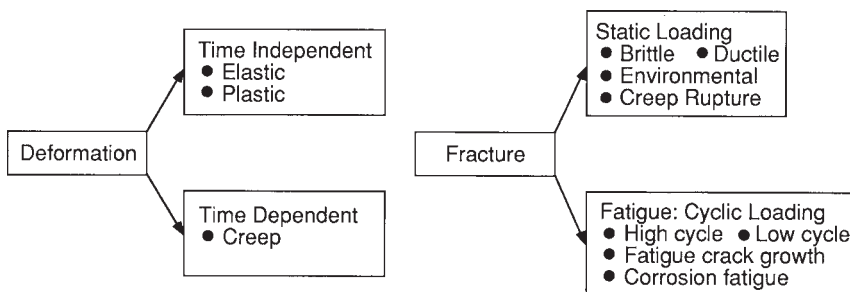 Deformation
Time Independent
● Elastic
● Plastic
Time Dependent
● Creep
Fracture
Static Loading
● Brittle ● Ductile
● Environmental
● Creep Rupture
Fatigue: Cyclic Loading
● High cycle ● Low cycle
● Fatigue crack growth
● Corrosion fatigue